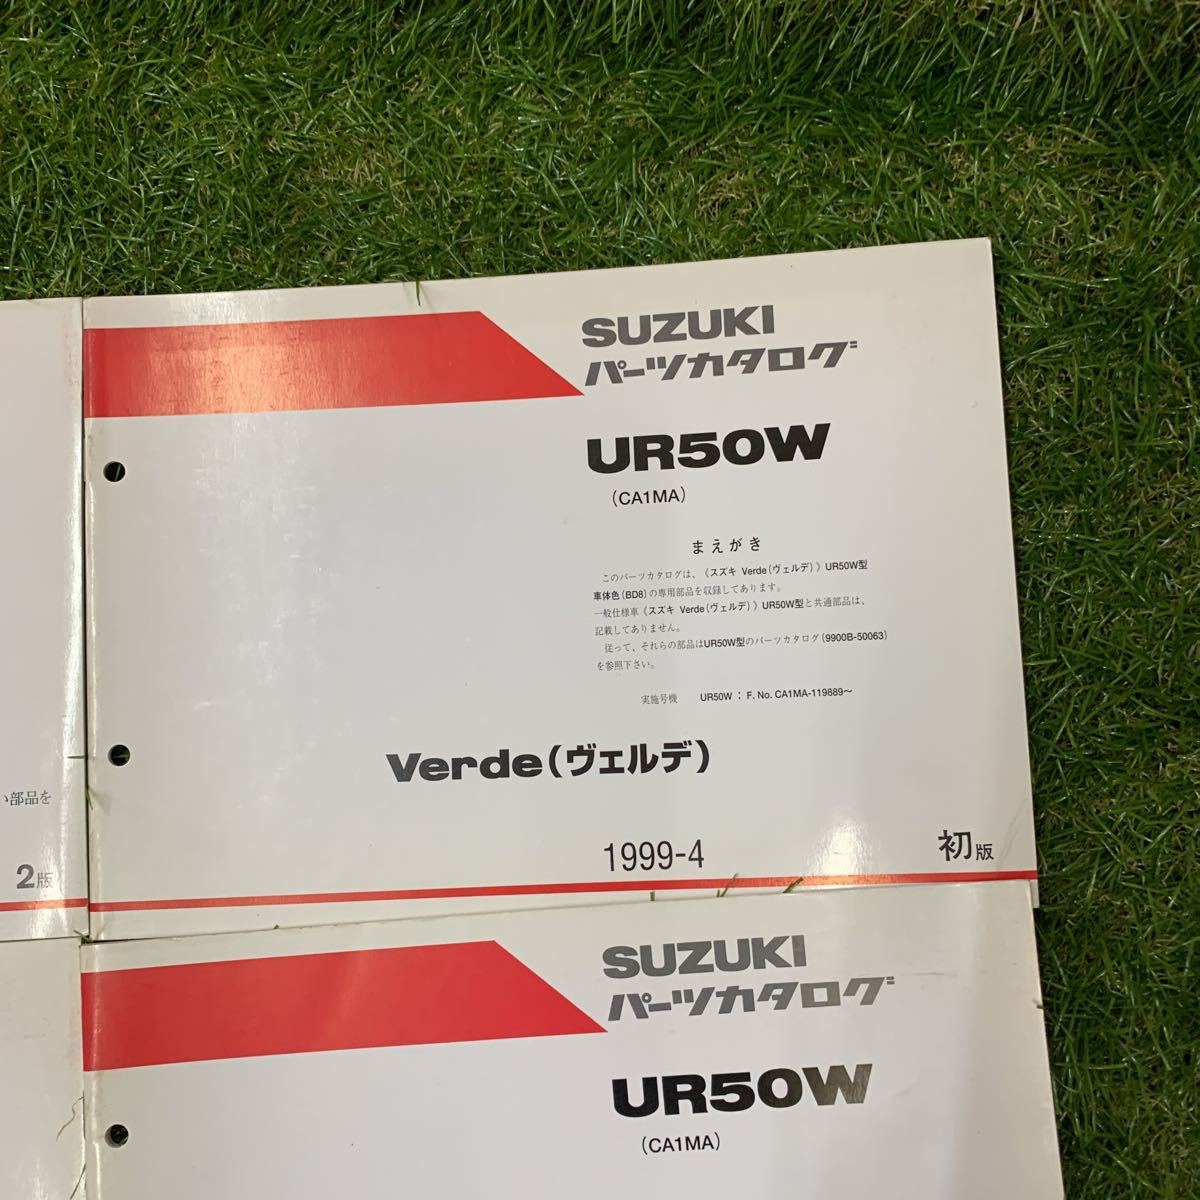 SUZUKI
パーツカタログ
UR50W
(CA1MA)
まえがき
このパーツカタログは、《スズキ Verde(ヴェルデ)》UR50W型
車体色(BD8)の専用部品を収録してあります。
一般仕様車《スズキ Verde(ヴェルデ)》UR50W型と共通部品は、
記載してありません。
従って、それらの部品はUR50W型のパーツカタログ(9900B-50063)
を参照下さい。
実施号機 UR50W : F. No. CA1MA-119889〜
Verde(ヴェルデ)
1999-4
初版
い部品を
2版
SUZUKI
パーツカタログ
UR50W
(CA1MA)